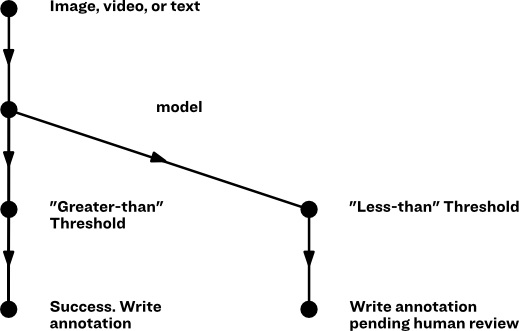 Image, video, or text
model
"Greater-than"
Threshold
"Less-than" Threshold
Success. Write
annotation
Write annotation
pending human review